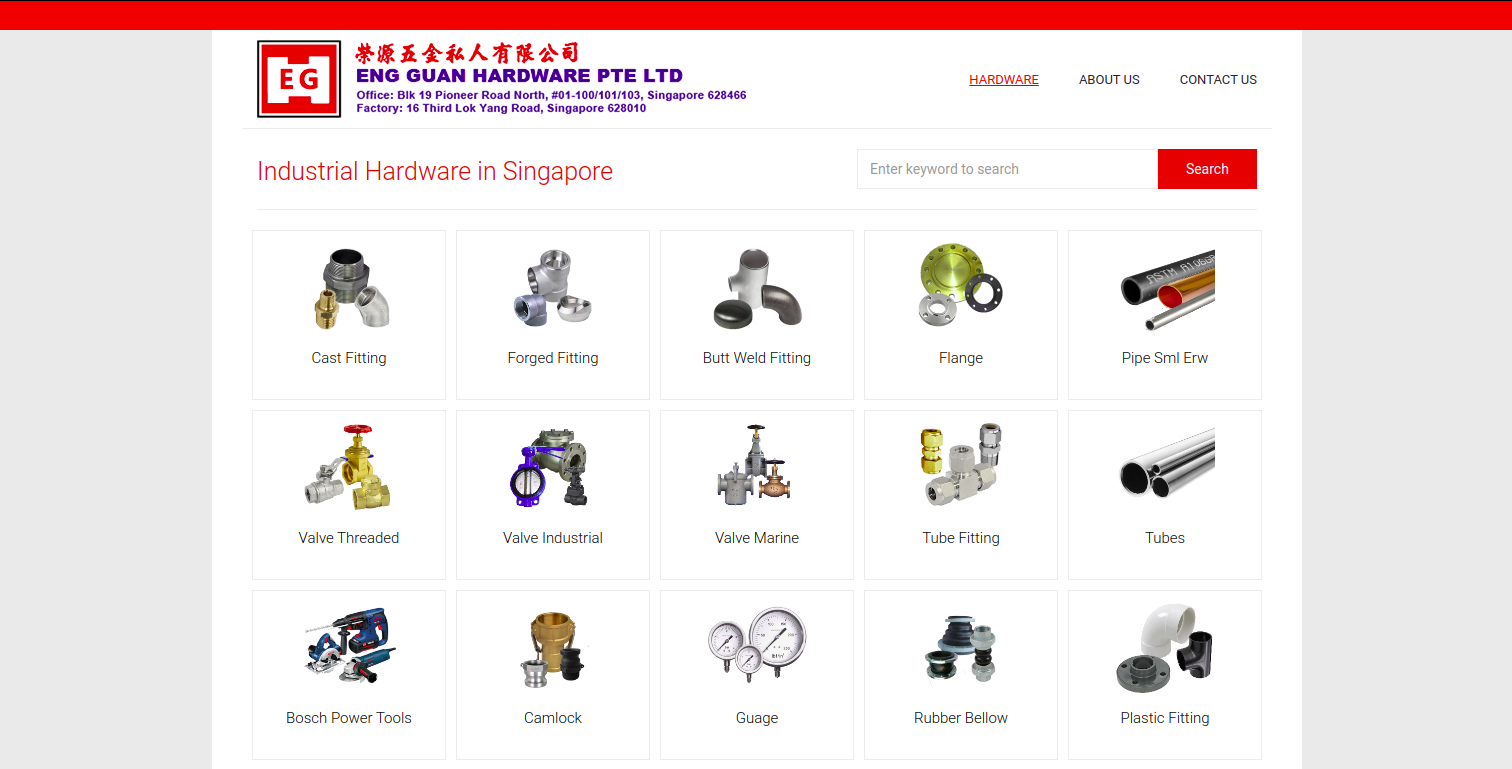 EG
榮源五金私人有限公司
ENG GUAN HARDWARE PTE LTD
Office: Blk 19 Pioneer Road North, #01-100/101/103, Singapore 628466
Factory: 16 Third Lok Yang Road, Singapore 628010
HARDWARE ABOUT US CONTACT US
Industrial Hardware in Singapore
Enter keyword to search Search
ASTM A106GR
Cast Fitting Forged Fitting Butt Weld Fitting Flange Pipe Sml Erw
Valve Threaded Valve Industrial Valve Marine Tube Fitting Tubes
Bosch Power Tools Camlock Guage Rubber Bellow Plastic Fitting